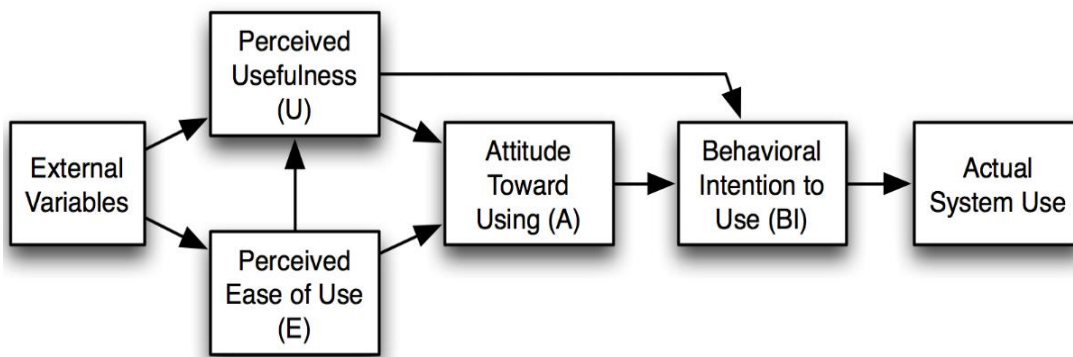 External
Variables
Perceived
Usefulness
(U)
Perceived
Ease of Use
(E)
Attitude
Toward
Using (A)
Behavioral
Intention to
Use (BI)
Actual
System Use